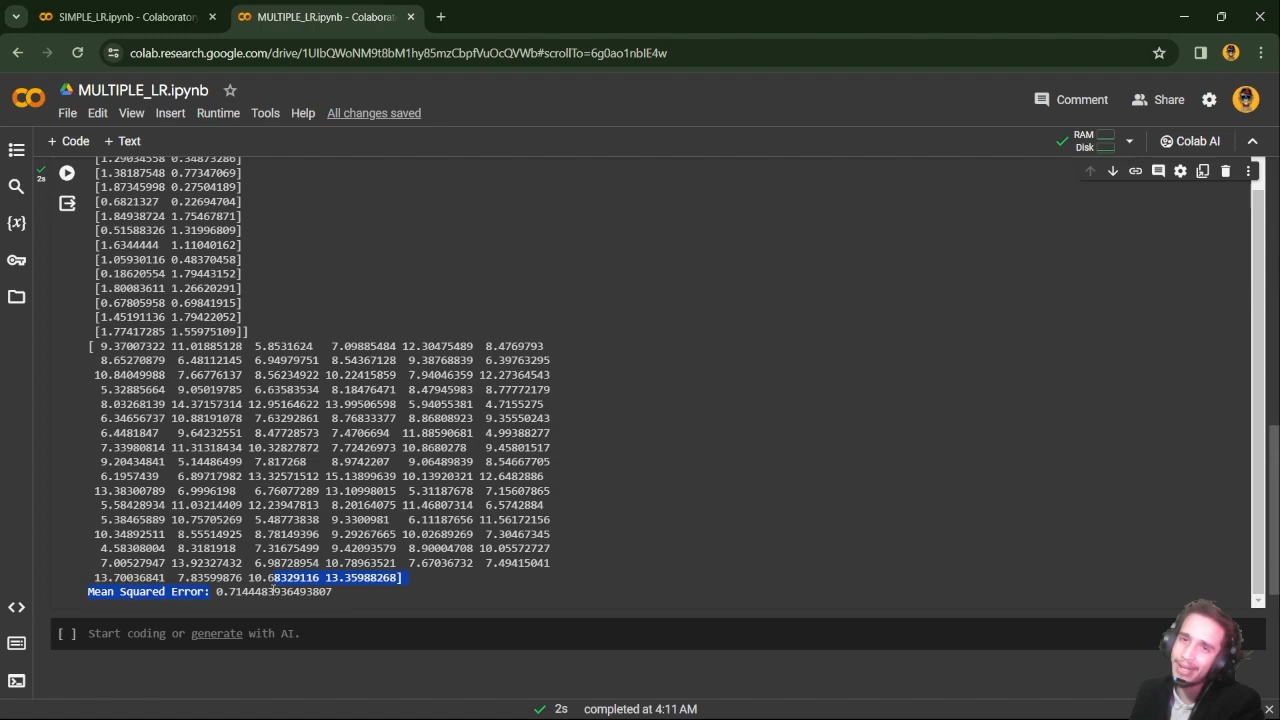 SIMPLE_LR.ipynb - Colaboratory
MULTIPLE_LR.ipynb - Colaborato
colab.research.google.com/drive/1UIbQWoNM9t8bM1hy85mzCbpfVuOcQVWb#scrollTo=6g0ao1nblE4w
MULTIPLE_LR.ipynb
Comment
Share
File Edit View Insert Runtime Tools Help All changes saved
+ Code + Text
RAM
Disk
Colab AI
2s
[1.29034558 0.34873286]
[1.38187548 0.77347069]
[1.87345998 0.27504189]
[0.6821327 0.22694704]
[1.84938724 1.75467871]
[0.51588326 1.31996809]
[1.6344444 1.11040162]
[1.05930116 0.48370458]
[0.18620554 1.79443152]
[1.80083611 1.26620291]
[0.67805958 0.69841915]
[1.45191136 1.79422052]
[1.77417285 1.55975109]]
[ 9.37007322 11.01885128 5.8531624 7.09885484 12.30475489 8.4769793
8.65270879 6.48112145 6.94979751 8.54367128 9.38768839 6.39763295
10.84049988 7.66776137 8.56234922 10.22415859 7.94046359 12.27364543
5.32885664 9.05019785 6.63583534 8.18476471 8.47945983 8.77772179
8.03268139 14.37157314 12.95164622 13.99506598 5.94055381 4.7155275
6.34656737 10.88191078 7.63292861 8.76833377 8.86808923 9.35550243
6.4481847 9.64232551 8.47728573 7.4706694 11.88590681 4.99388277
7.33980814 11.31318434 10.32827872 7.72426973 10.8680278 9.45801517
9.20434841 5.14486499 7.817268 8.9742207 9.06489839 8.54667705
6.1957439 6.89717982 13.32571512 15.13899639 10.13920321 12.6482886
13.38300789 6.9996198 6.76077289 13.10998015 5.31187678 7.15607865
5.58428934 11.03214409 12.23947813 8.20164075 11.46807314 6.5742884
5.38465889 10.75705269 5.48773838 9.3300981 6.11187656 11.56172156
10.34892511 8.55514925 8.78149396 9.29267665 10.02689269 7.30467345
4.58308004 8.3181918 7.31675499 9.42093579 8.90004708 10.05572727
7.00527947 13.92327432 6.98728954 10.78963521 7.67036732 7.49415041
13.70036841 7.83599876 10.68329116 13.35988268]
Mean Squared Error: 0.7144483936493807
[ ] Start coding or generate with AI.
2s completed at 4:11AM